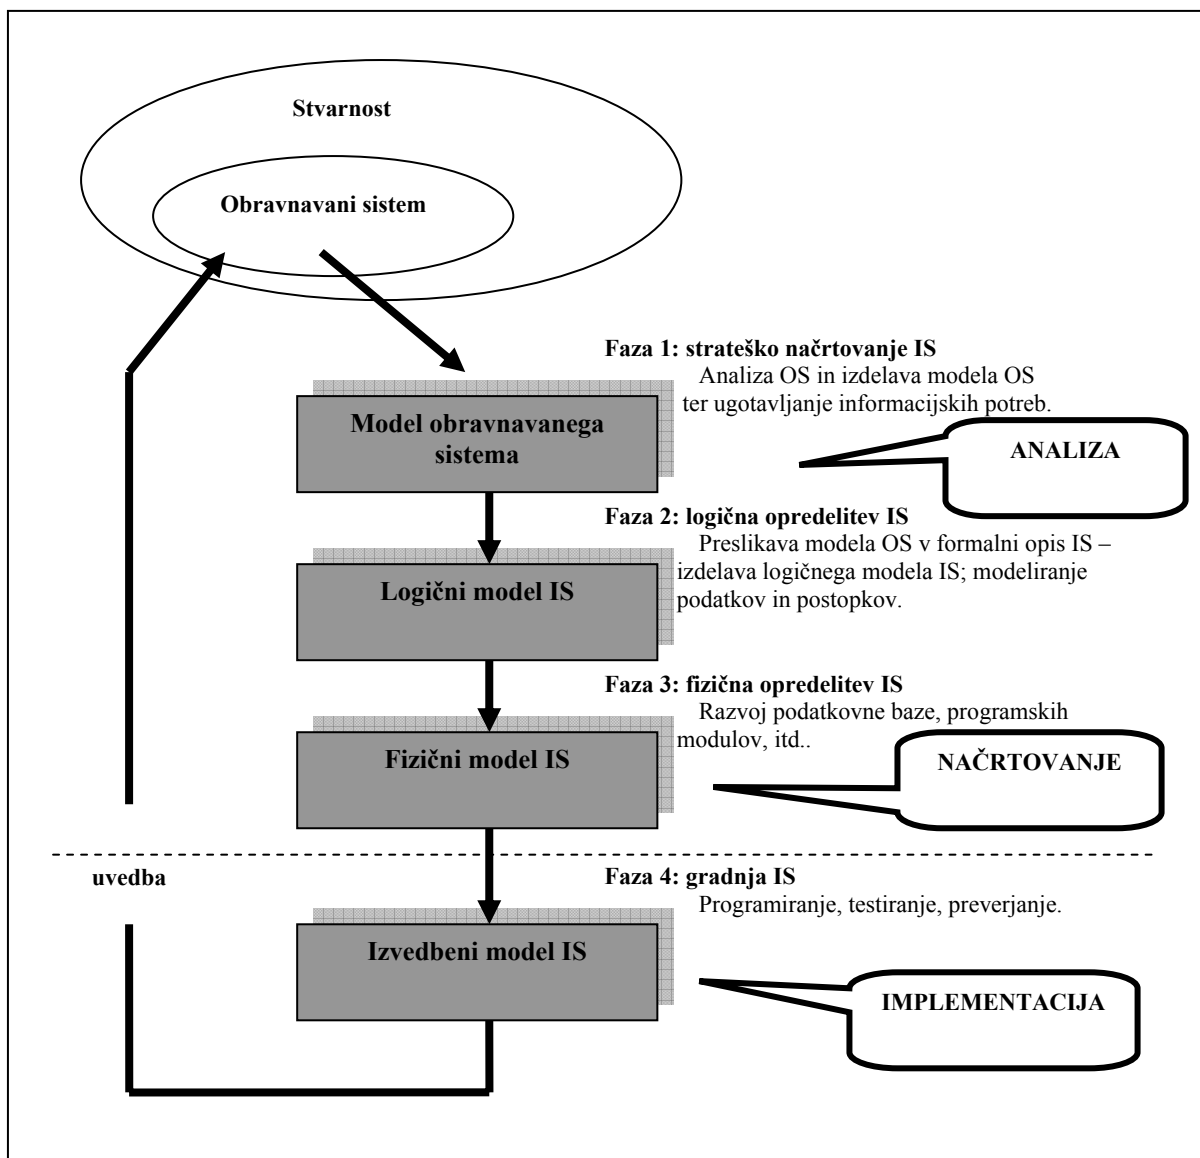 Stvarnost
Obravnavani sistem
Faza 1: strateško načrtovanje IS
Analiza OS in izdelava modela OS
ter ugotavljanje informacijskih potreb.
Model obravnavanega
sistema
ANALIZA
Faza 2: logična opredelitev IS
Preslikava modela OS v formalni opis IS –
izdelava logičnega modela IS; modeliranje
podatkov in postopkov.
Logični model IS
Faza 3: fizična opredelitev IS
Razvoj podatkovne baze, programskih
modulov, itd..
Fizični model IS
NAČRTOVANJE
uvedba
Faza 4: gradnja IS
Programiranje, testiranje, preverjanje.
Izvedbeni model IS
IMPLEMENTACIJA